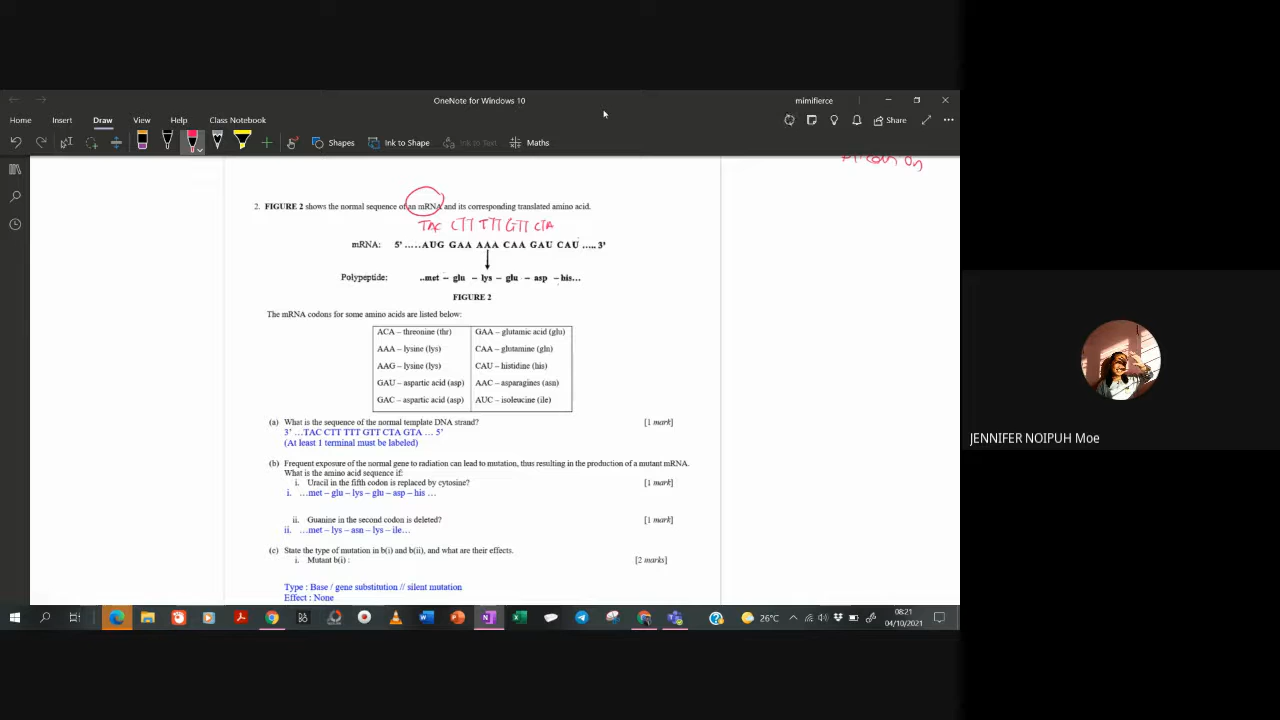 OneNote for Windows 10
mimifierce
Home Insert Draw View Help Class Notebook
Share
Shapes Ink to Shape Ink to Text Maths
2. FIGURE 2 shows the normal sequence of an mRNA and its corresponding translated amino acid.
TAC CTT TTT GTT CTA
mRNA: 5' …..AUG GAA AAA CAA GAU CAU ….. 3'
Polypeptide: ..met – glu – lys – glu – asp – his...
FIGURE 2
The mRNA codons for some amino acids are listed below:
ACA – threonine (thr) GAA – glutamic acid (glu)
AAA – lysine (lys) CAA – glutamine (gln)
AAG – lysine (lys) CAU – histidine (his)
GAU – aspartic acid (asp) AAC – asparagines (asn)
GAC – aspartic acid (asp) AUC – isoleucine (ile)
(a) What is the sequence of the normal template DNA strand? [1 mark]
3' …TAC CTT TTT GTT CTA GTA … 5'
(At least 1 terminal must be labeled)
(b) Frequent exposure of the normal gene to radiation can lead to mutation, thus resulting in the production of a mutant mRNA.
What is the amino acid sequence if:
i. Uracil in the fifth codon is replaced by cytosine? [1 mark]
i. …met – glu – lys – glu – asp – his …
ii. Guanine in the second codon is deleted? [1 mark]
ii. …met – lys – asn – lys – ile…
(c) State the type of mutation in b(i) and b(ii), and what are their effects.
i. Mutant b(i) : [2 marks]
Type : Base / gene substitution // silent mutation
Effect : None
JENNIFER NOIPUH Moe
26°C
08:21
04/10/2021